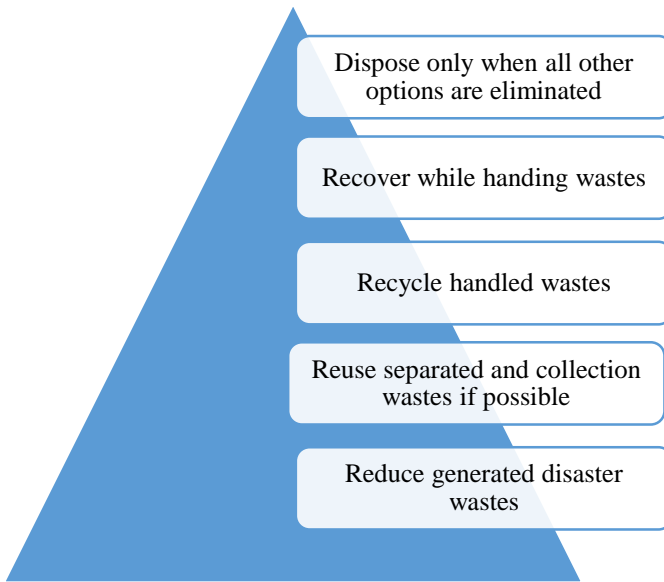 Dispose only when all other
options are eliminated
Recover while handing wastes
Recycle handled wastes
Reuse separated and collection
wastes if possible
Reduce generated disaster
wastes